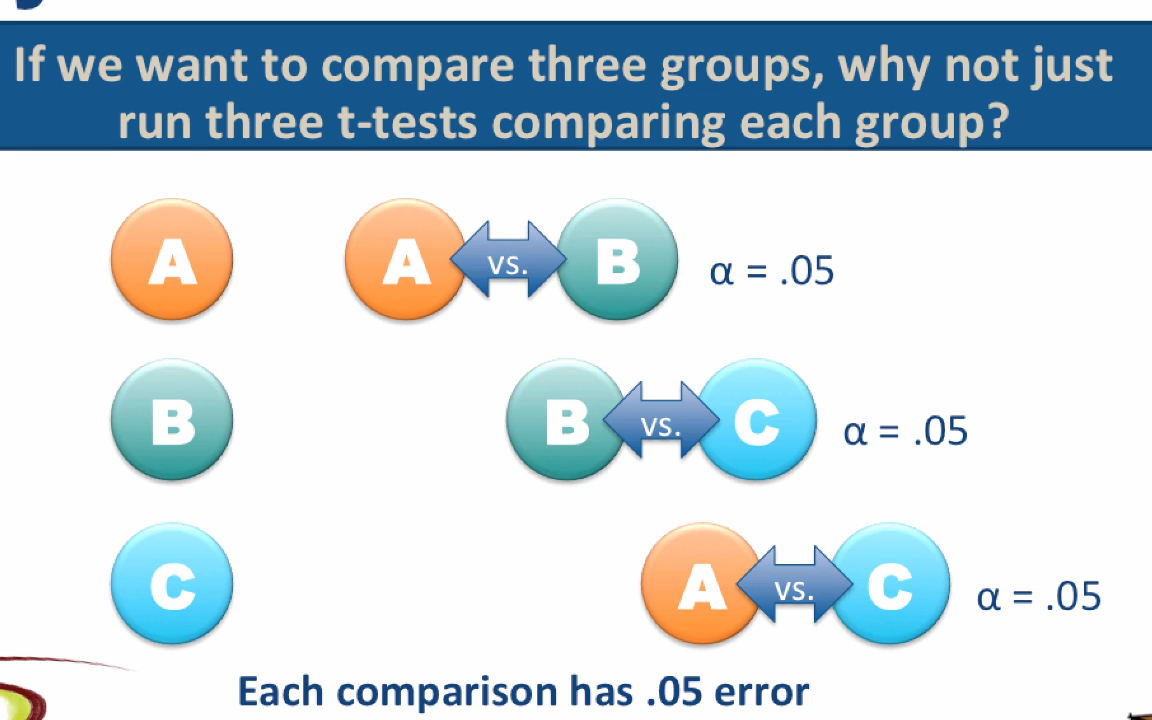 If we want to compare three groups, why not just
run three t-tests comparing each group?
A A vs. B α = .05
B B vs. C α = .05
C A vs. C α = .05
Each comparison has .05 error